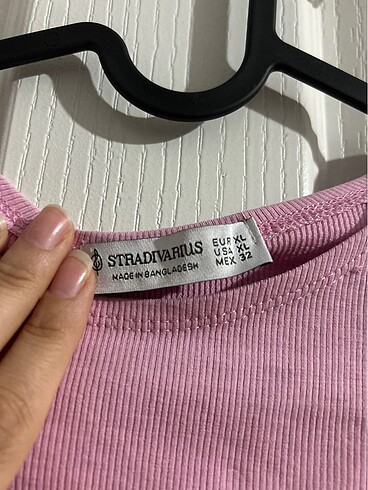 STRADIVARIUS
MADE IN BANGLADESH
EUR XL
USA XL
MEX 32